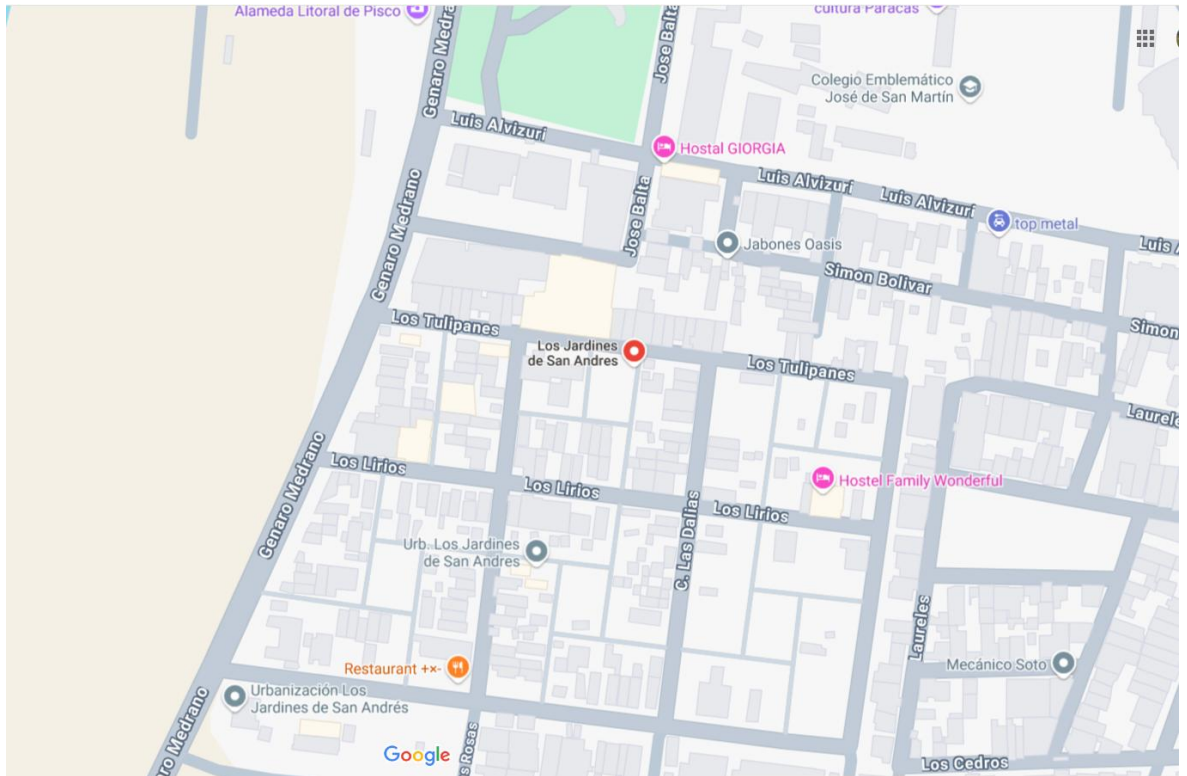 Alameda Litoral de Pisco
cultura Paracas
Genaro Medra
Jose Balta
Colegio Emblemático
José de San Martín
Luis Alvizuri
Hostal GIORGIA
Luis Alvizuri
Luis Alvizuri
Genaro Medrano
Jose Balta
top metal
Jabones Oasis
Luis A
Simon Bolivar
Los Tulipanes
Simon
Los Jardines
de San Andres
Los Tulipanes
Laurele
Genaro Medrano
Los Lirios
Los Lirios
Hostel Family Wonderful
Los Lirios
C. Las Dalias
Urb. Los Jardines
de San Andres
Laureles
Restaurant +×-
Mecánico Soto
Urbanización Los
Jardines de San Andrés
o Medrano
s Rosas
Google
Los Cedros